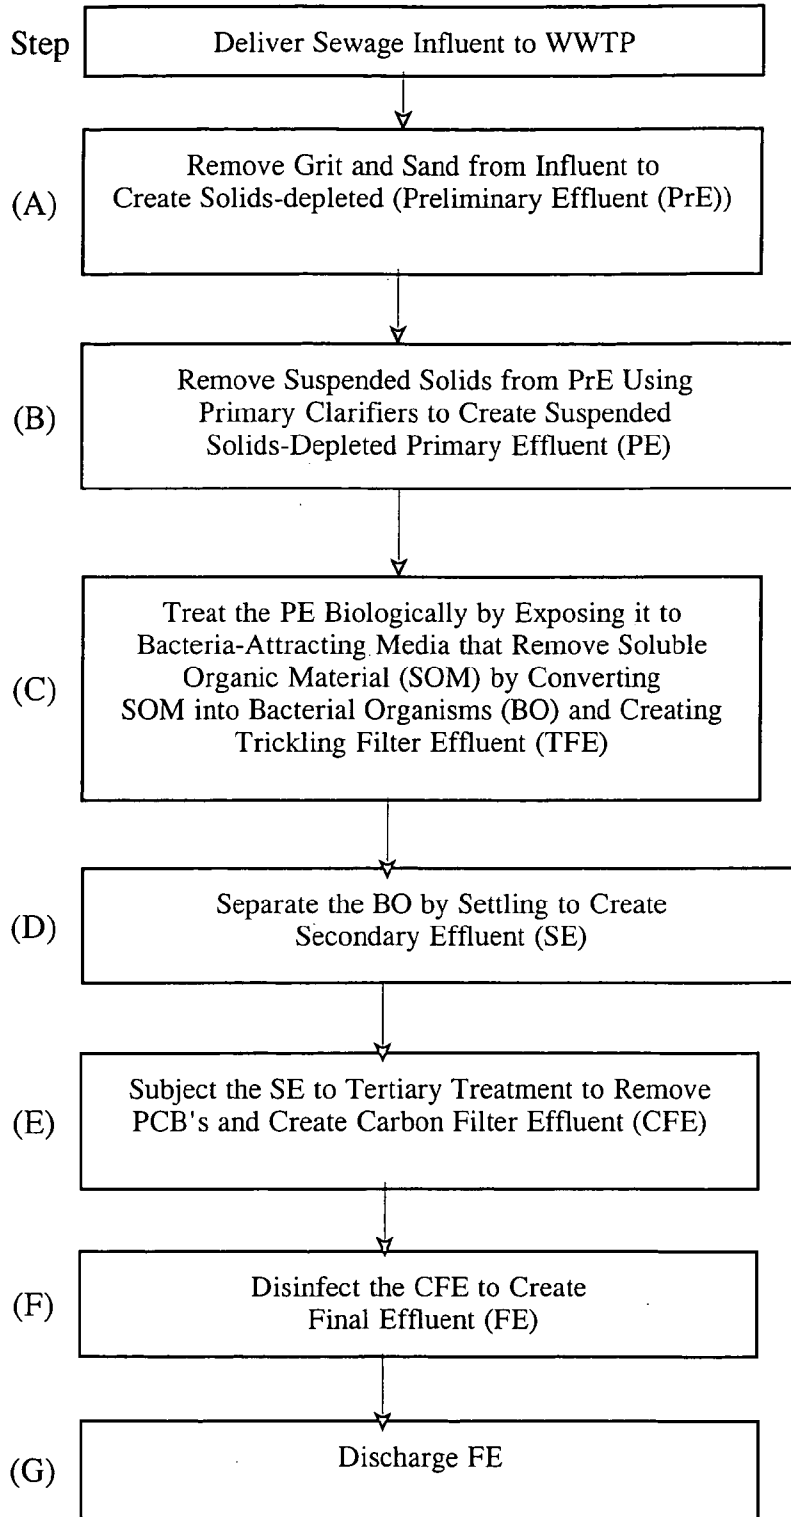 Step
Deliver Sewage Influent to WWTP
(A)
Remove Grit and Sand from Influent to
Create Solids-depleted (Preliminary Effluent (PrE))
(B)
Remove Suspended Solids from PrE Using
Primary Clarifiers to Create Suspended
Solids-Depleted Primary Effluent (PE)
(C)
Treat the PE Biologically by Exposing it to
Bacteria-Attracting Media that Remove Soluble
Organic Material (SOM) by Converting
SOM into Bacterial Organisms (BO) and Creating
Trickling Filter Effluent (TFE)
(D)
Separate the BO by Settling to Create
Secondary Effluent (SE)
(E)
Subject the SE to Tertiary Treatment to Remove
PCB's and Create Carbon Filter Effluent (CFE)
(F)
Disinfect the CFE to Create
Final Effluent (FE)
(G)
Discharge FE